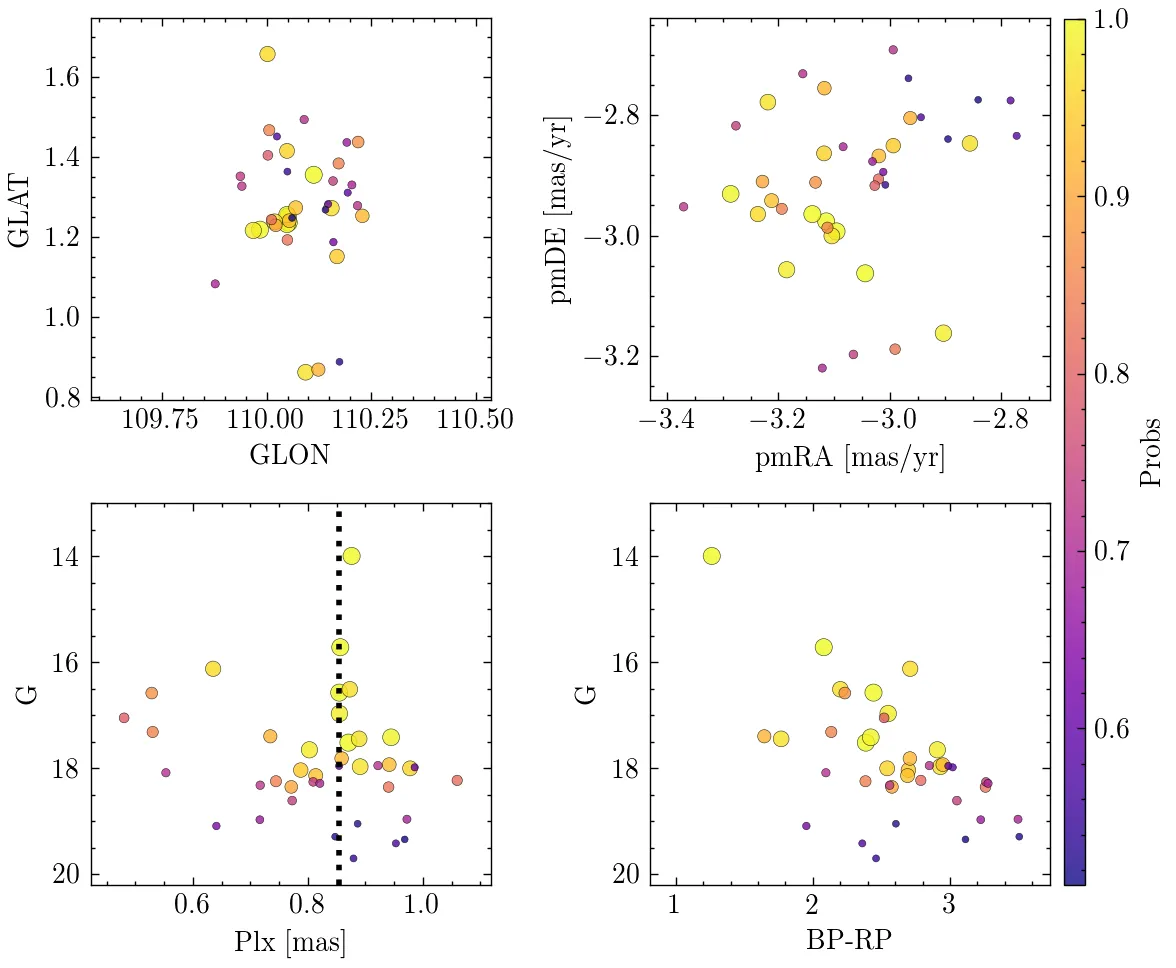 1.6
1.4
1.2
1.0
0.8
GLAT
109.75 110.00 110.25 110.50
GLON
−2.8
−3.0
−3.2
pmDE [mas/yr]
−3.4 −3.2 −3.0 −2.8
pmRA [mas/yr]
14
16
18
20
G
0.6 0.8 1.0
Plx [mas]
14
16
18
20
G
1 2 3
BP-RP
1.0
0.9
0.8
0.7
0.6
Probs